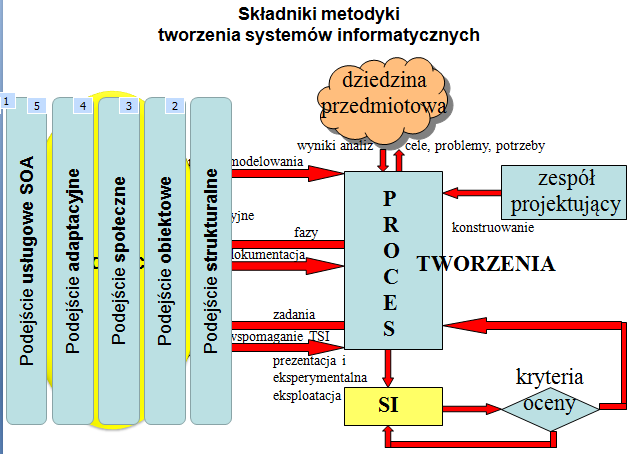 Składniki metodyki
tworzenia systemów informatycznych
dziedzina
przedmiotowa
wyniki analiz
cele, problemy, potrzeby
1
5
4
3
2
Podejście usługowe SOA
Podejście adaptacyjne
Podejście społeczne
Podejście obiektowe
Podejście strukturalne
modelowania
fazy
dokumentacja
zadania
wspomaganie TSI
prezentacja i
eksperymentalna
eksploatacja
PROCES
TWORZENIA
zespół
projektujący
konstruowanie
SI
kryteria
oceny